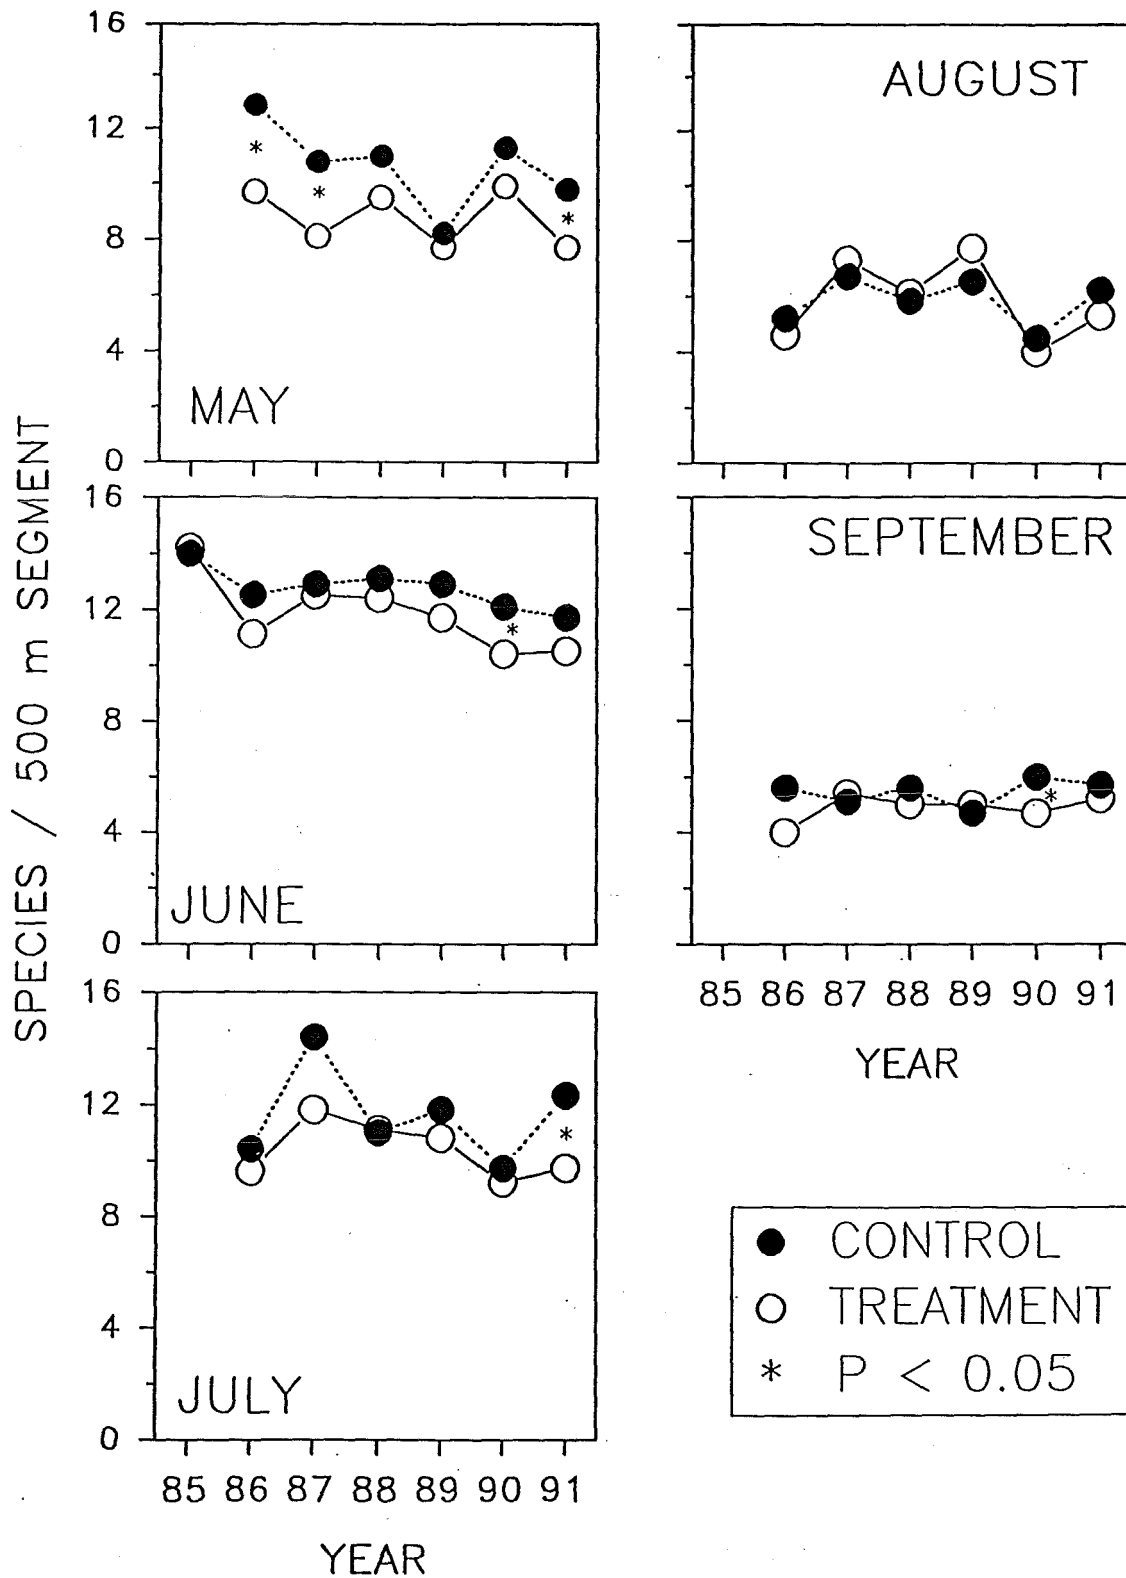 SPECIES / 500 m SEGMENT
16
12
8
4
0
MAY
*
*
*
16
12
8
4
0
JUNE
*
16
12
8
4
0
JULY
*
85 86 87 88 89 90 91
YEAR
AUGUST
SEPTEMBER
*
85 86 87 88 89 90 91
YEAR
CONTROL
TREATMENT
* P < 0.05